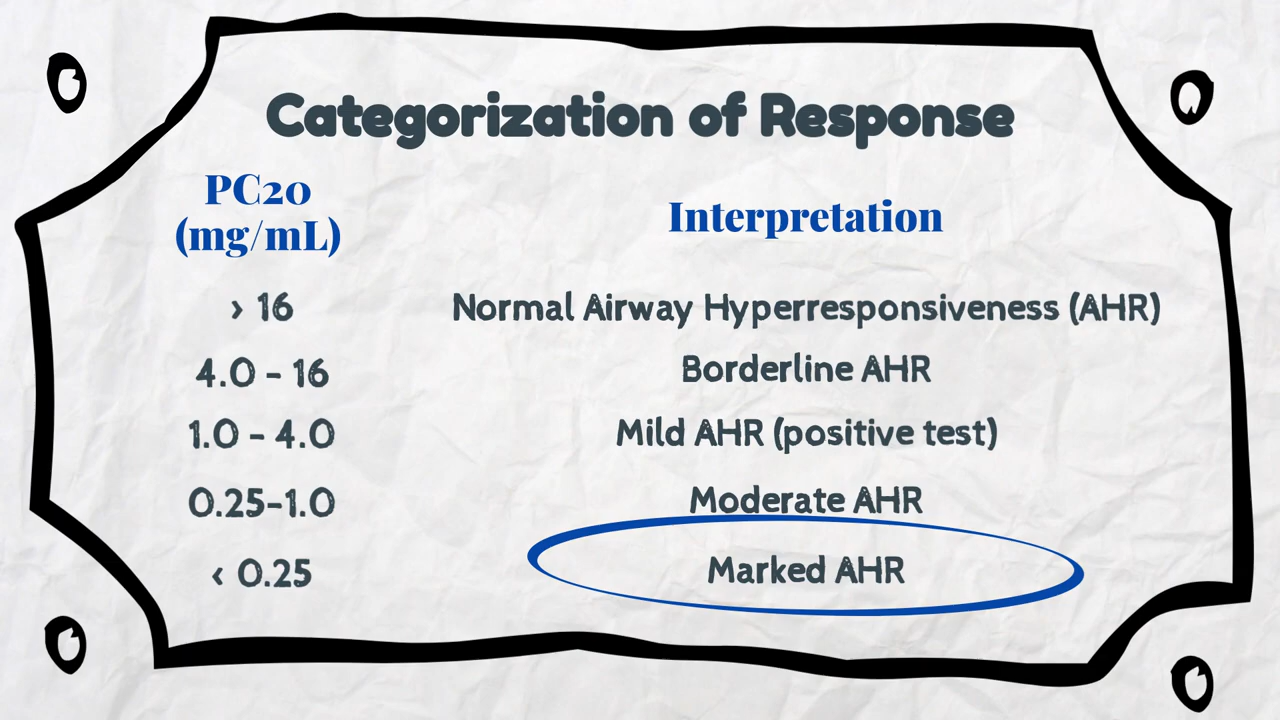 Categorization of Response
PC20
(mg/mL)
Interpretation
> 16
Normal Airway Hyperresponsiveness (AHR)
4.0 - 16
Borderline AHR
1.0 - 4.0
Mild AHR (positive test)
0.25-1.0
Moderate AHR
< 0.25
Marked AHR